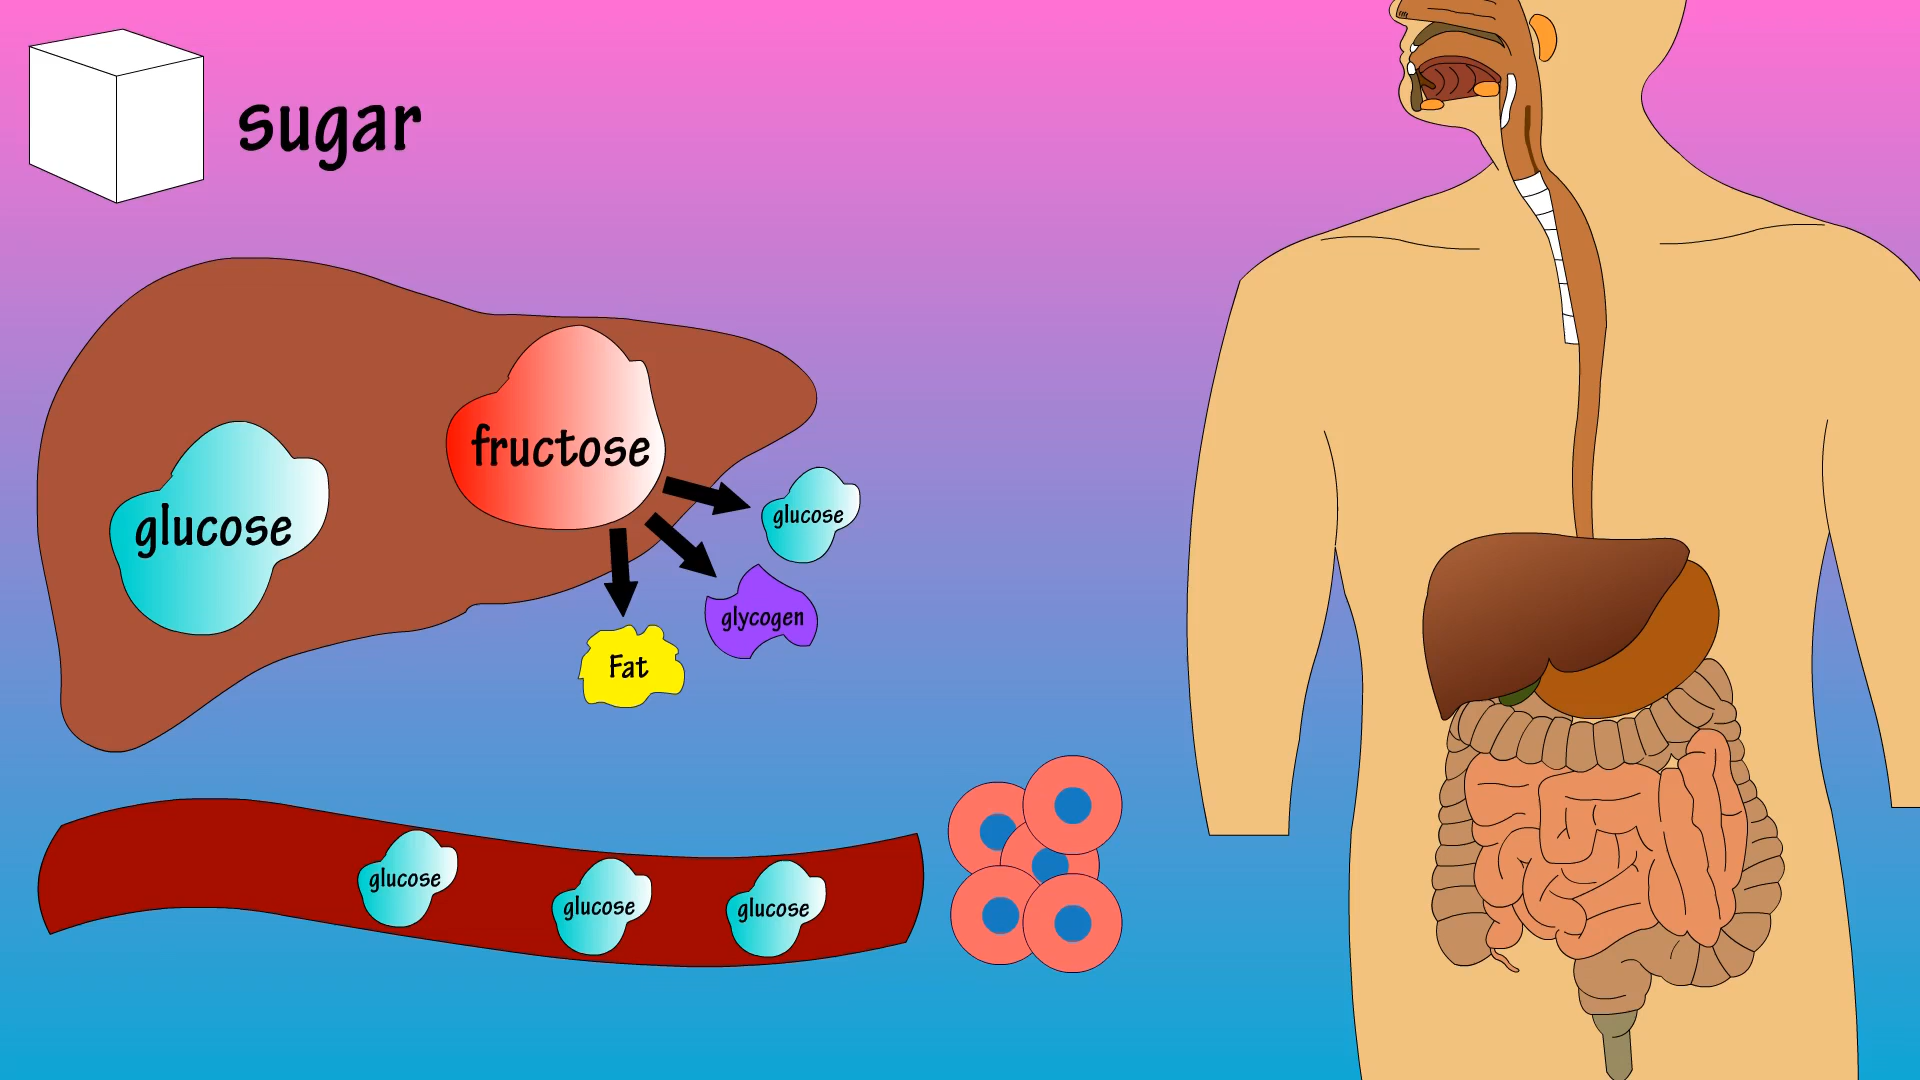 sugar
fructose
glucose
glucose
glycogen
Fat
glucose
glucose
glucose